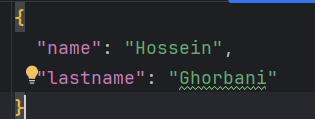 {
"name": "Hossein",
"lastname": "Ghorbani"
}